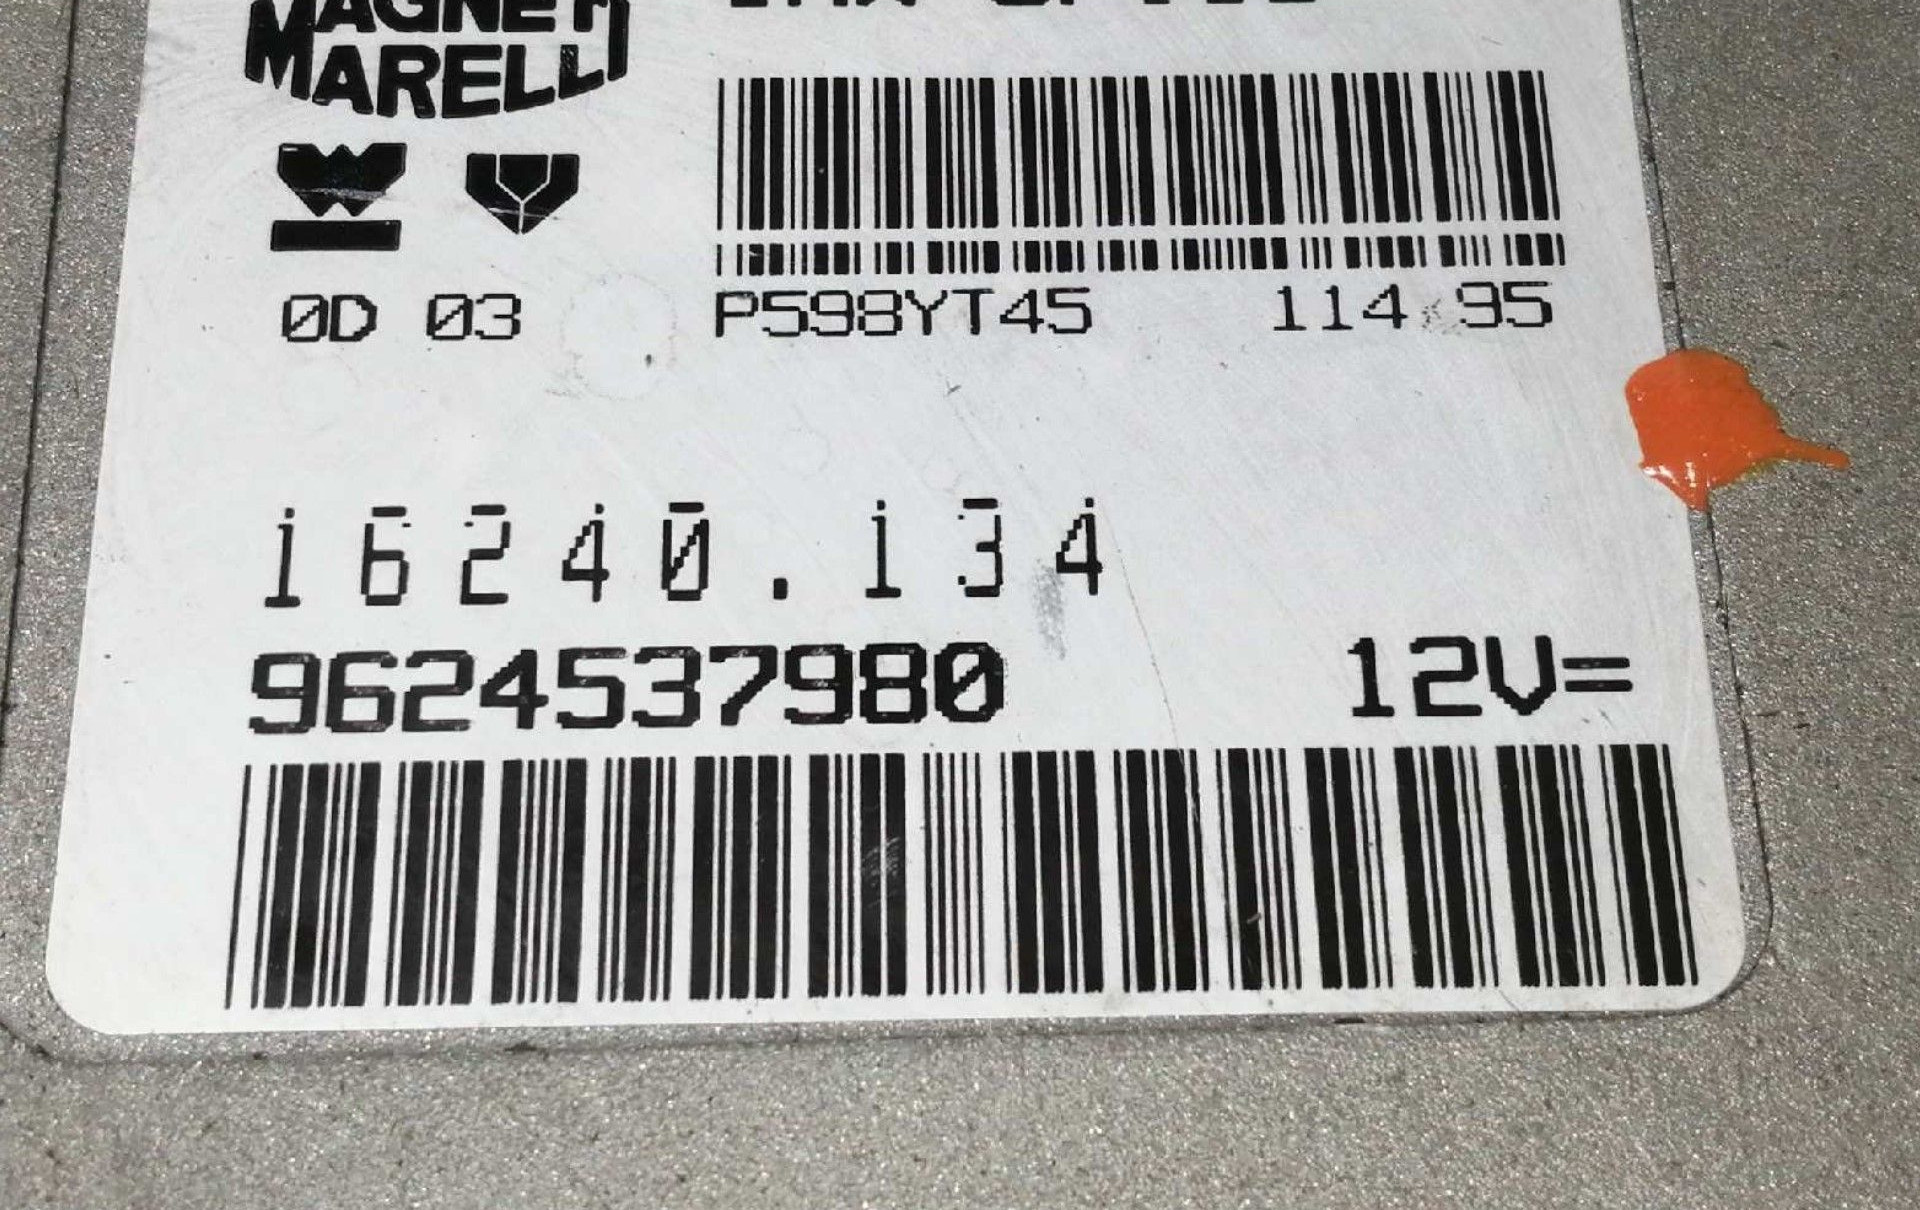 MAGNETI
MARELLI
0D 03
P598YT45 114 95
16240.134
9624537980 12V=